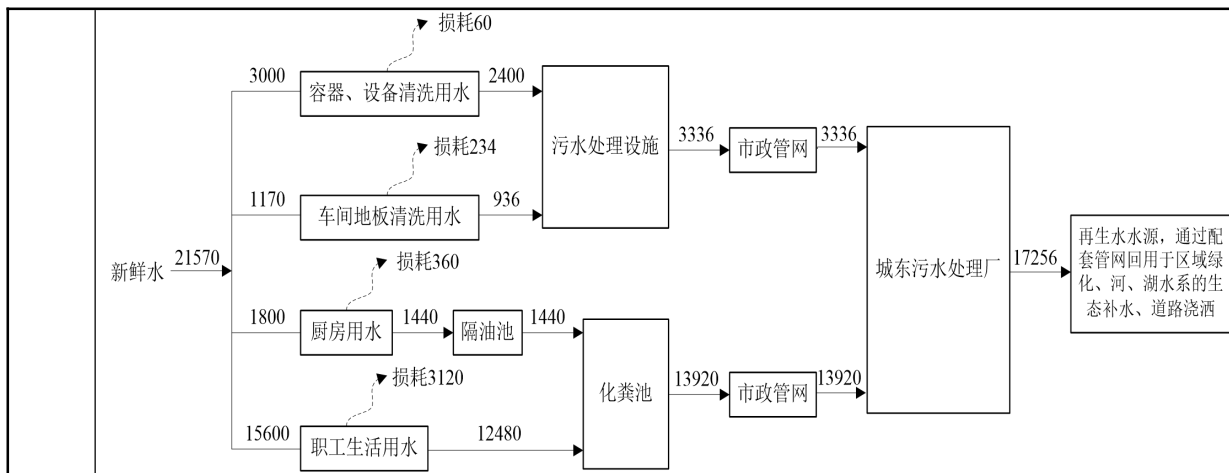 损耗60
3000
容器、设备清洗用水
2400
污水处理设施
3336
市政管网
3336
损耗234
1170
车间地板清洗用水
936
新鲜水
21570
损耗360
1800
厨房用水
1440
隔油池
1440
化粪池
13920
市政管网
13920
损耗3120
15600
职工生活用水
12480
城东污水处理厂
17256
再生水水源，通过配
套管网回用于区域绿
化、河、湖水系的生
态补水、道路浇洒